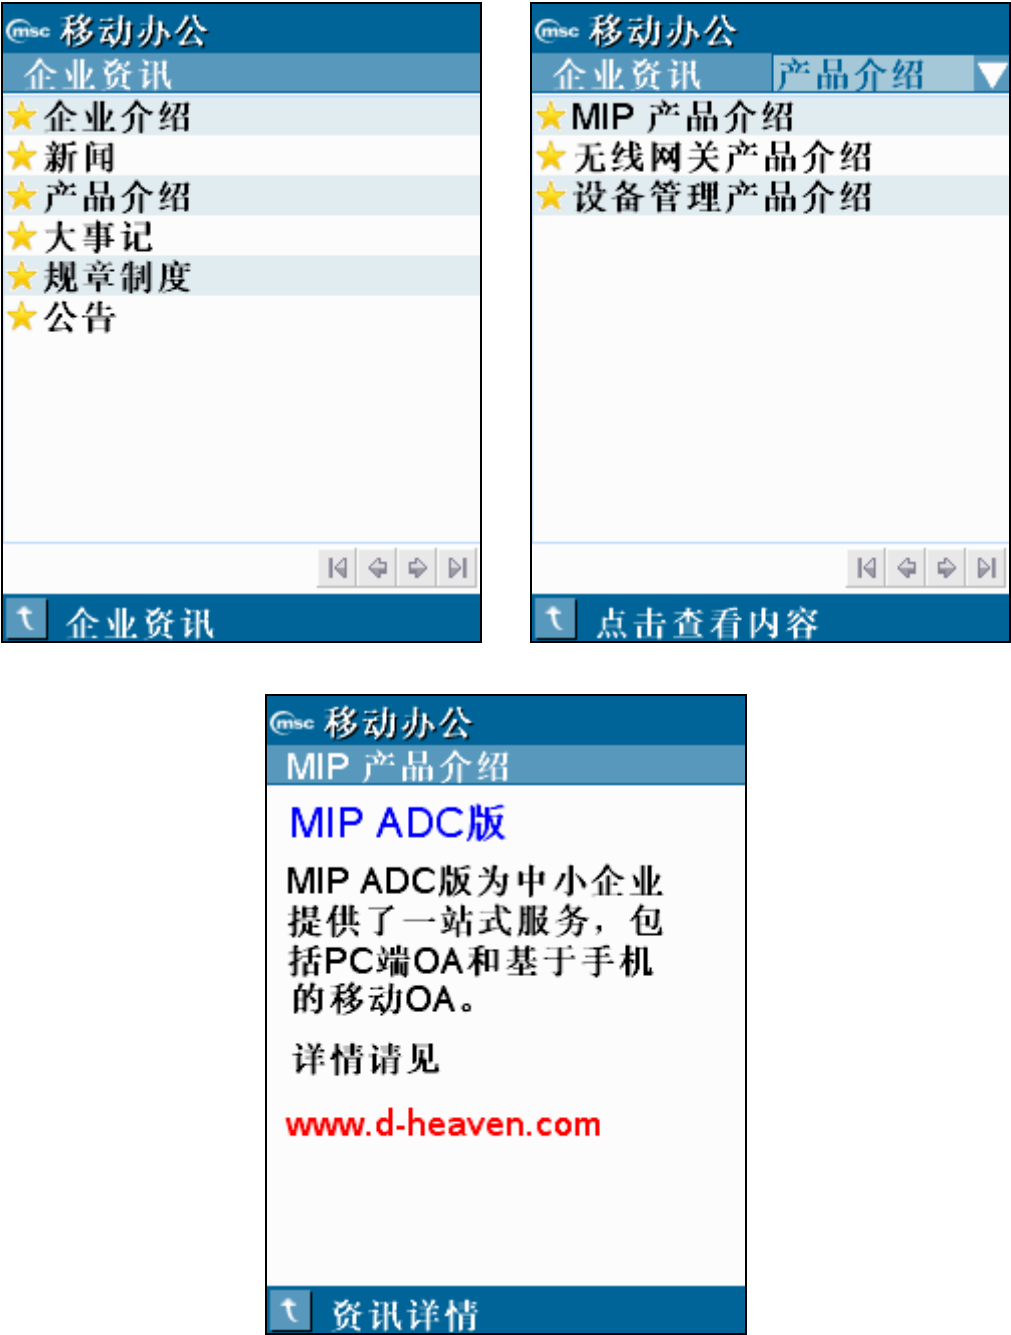 msc 移动办公
企业资讯
企业介绍
新闻
产品介绍
大事记
规章制度
公告
企业资讯
msc 移动办公
企业资讯 产品介绍
MIP 产品介绍
无线网关产品介绍
设备管理产品介绍
点击查看内容
msc 移动办公
MIP 产品介绍
MIP ADC版
MIP ADC版为中小企业
提供了一站式服务，包
括PC端OA和基于手机
的移动OA。
详情请见
www.d-heaven.com
资讯详情